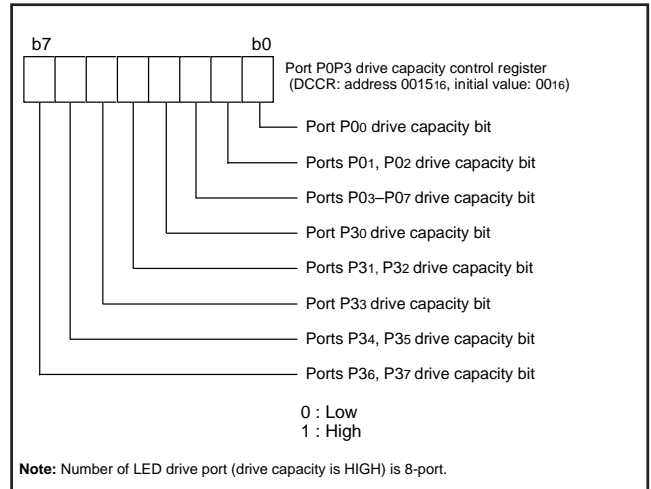 b7 b0
Port P0P3 drive capacity control register
(DCCR: address 001516, initial value: 0016)
Port P00 drive capacity bit
Ports P01, P02 drive capacity bit
Ports P03–P07 drive capacity bit
Port P30 drive capacity bit
Ports P31, P32 drive capacity bit
Port P33 drive capacity bit
Ports P34, P35 drive capacity bit
Ports P36, P37 drive capacity bit
0 : Low
1 : High
Note: Number of LED drive port (drive capacity is HIGH) is 8-port.